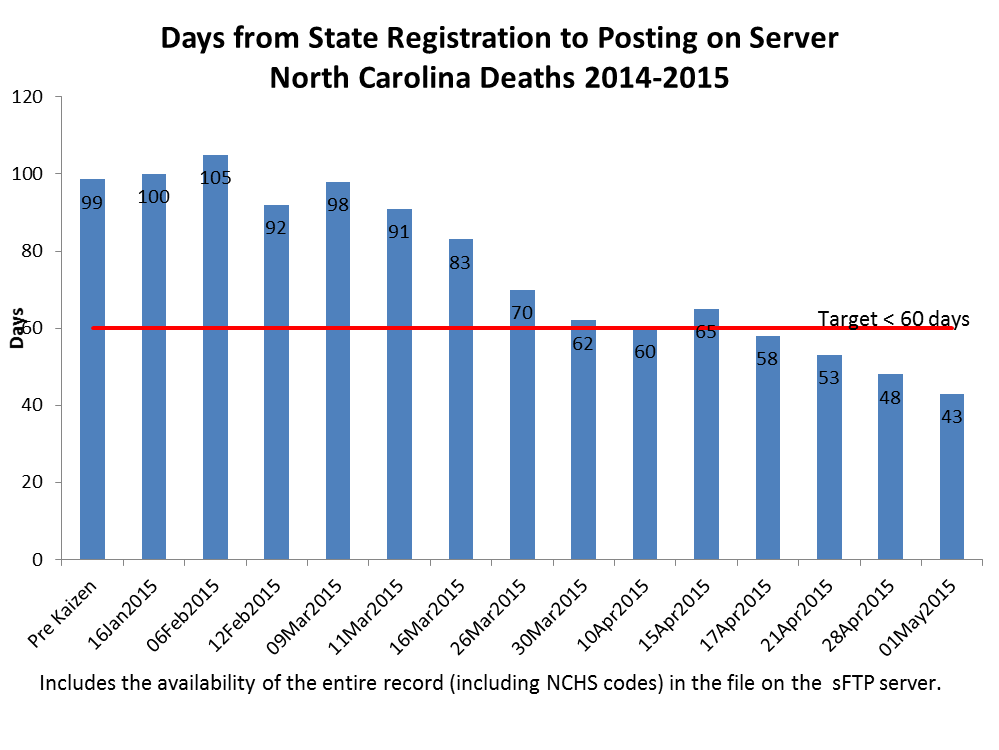 Days from State Registration to Posting on Server
North Carolina Deaths 2014-2015
120
100
80
60
40
20
0
Days
99
100
105
92
98
91
83
70
62
60
65
58
53
48
43
Target < 60 days
Pre Kaizen
16Jan2015
06Feb2015
12Feb2015
09Mar2015
11Mar2015
16Mar2015
26Mar2015
30Mar2015
10Apr2015
15Apr2015
17Apr2015
21Apr2015
28Apr2015
01May2015
Includes the availability of the entire record (including NCHS codes) in the file on the sFTP server.